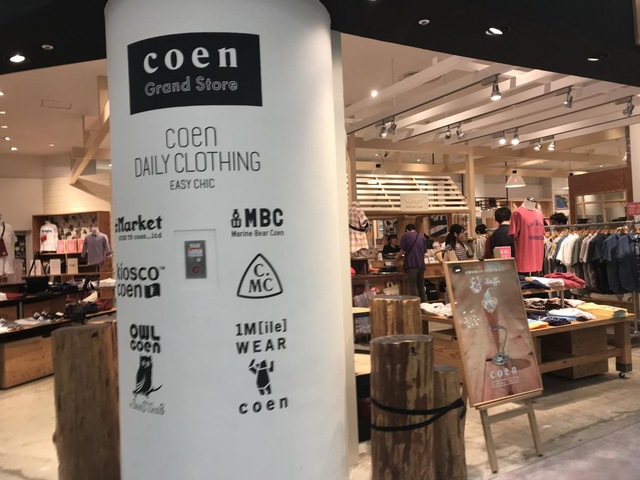 coen
Grand Store
coen
DAILY CLOTHING
EASY CHIC
Market
MBC
Marine Bear Coen
kiosco
coen
C.
MC
OWL
coen
1M[ile]
WEAR
coen
coen